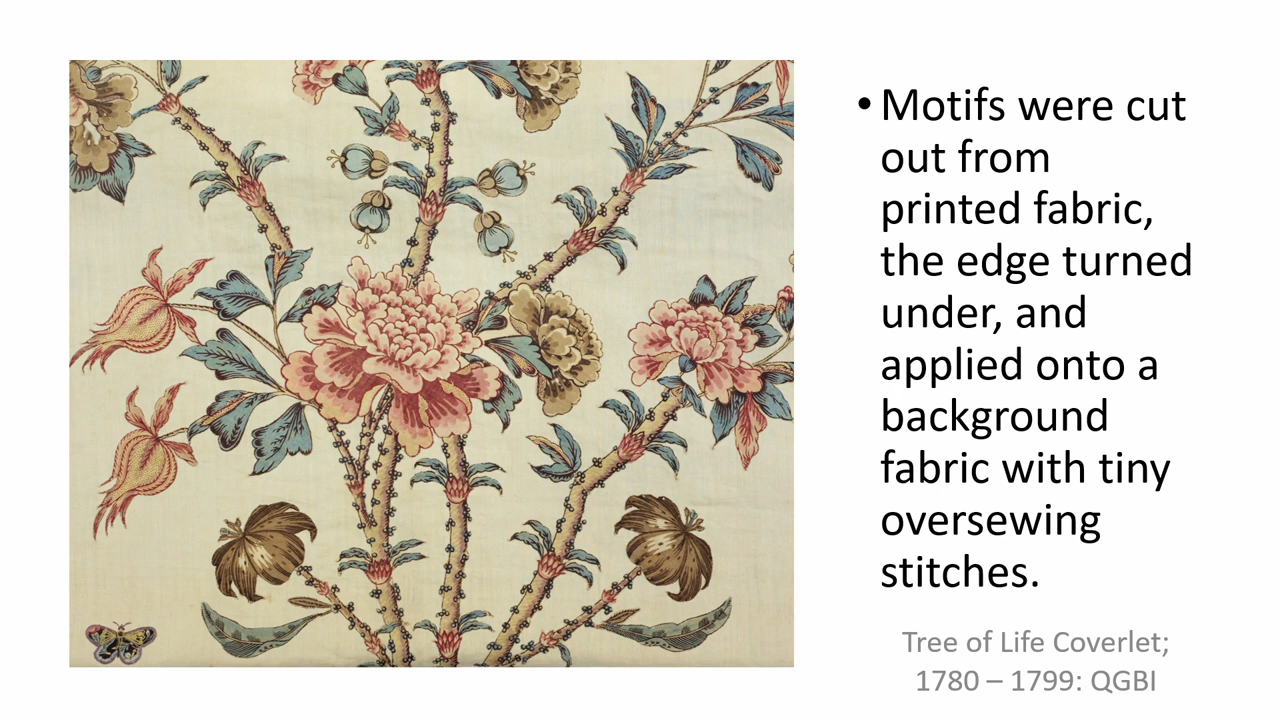 • Motifs were cut
out from
printed fabric,
the edge turned
under, and
applied onto a
background
fabric with tiny
oversewing
stitches.
Tree of Life Coverlet;
1780 – 1799: QGBI